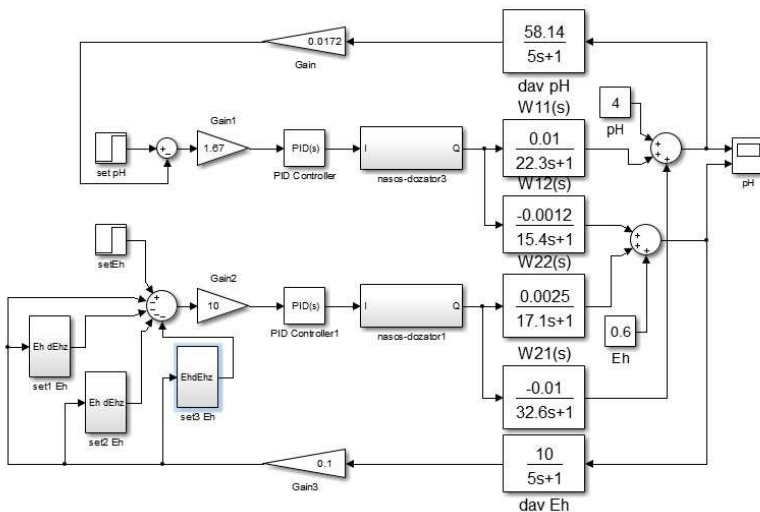 58.14
5s+1
dav pH
0.0172
Gain
set pH
+
-
Gain1
1.67
PID(s)
PID Controller
I
Q
nasos-dozator3
W11(s)
0.01
22.3s+1
4
pH
+
+
+
pH
W12(s)
-0.0012
15.4s+1
+
+
+
setEh
+
-
-
-
Gain2
10
PID(s)
PID Controller1
I
Q
nasos-dozator1
W22(s)
0.0025
17.1s+1
0.6
Eh
Eh dEhz
set1 Eh
Eh dEhz
set2 Eh
EhdEhz
set3 Eh
W21(s)
-0.01
32.6s+1
0.1
Gain3
10
5s+1
dav Eh